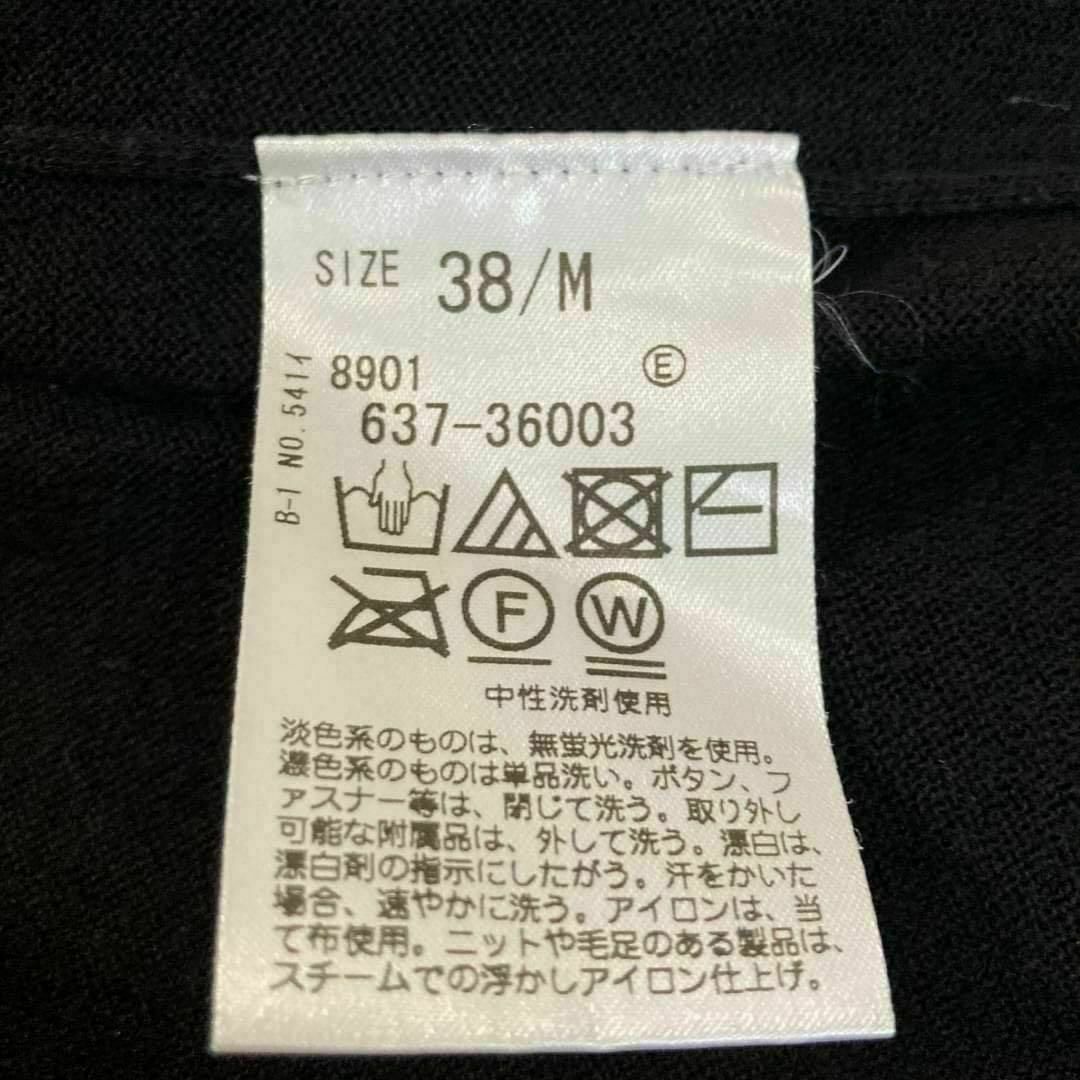 SIZE 38/M
8901 Ⓔ
637-36003
B-1 NO.541イ
F W
中性洗剤使用
淡色系のものは、無蛍光洗剤を使用。
濃色系のものは単品洗い。ボタン、フ
ァスナー等は、閉じて洗う。取り外し
可能な附属品は、外して洗う。漂白は、
漂白剤の指示にしたがう。汗をかいた
場合、速やかに洗う。アイロンは、当
て布使用。ニットや毛足のある製品は、
スチームでの浮かしアイロン仕上げ。